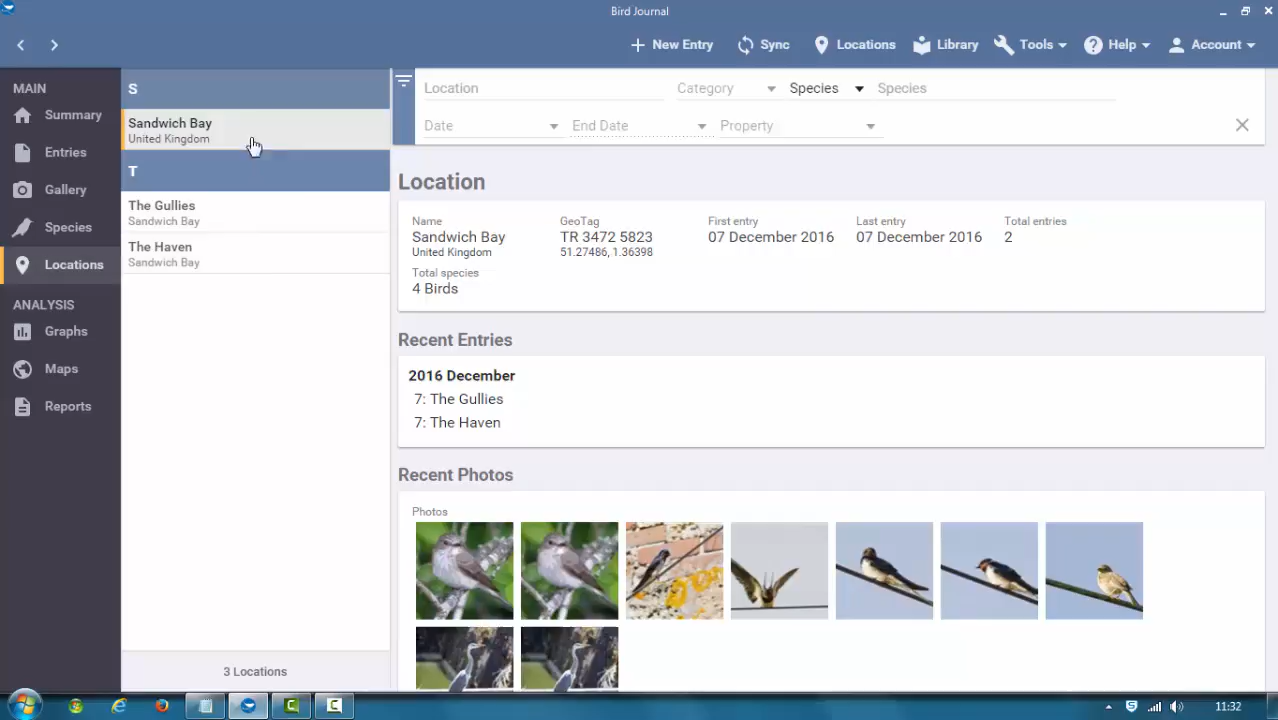 Bird Journal
New Entry Sync Locations Library Tools Help Account
MAIN
Summary
Entries
Gallery
Species
Locations
ANALYSIS
Graphs
Maps
Reports
S
Sandwich Bay
United Kingdom
T
The Gullies
Sandwich Bay
The Haven
Sandwich Bay
3 Locations
Location Category Species Species
Date End Date Property
Location
Name GeoTag First entry Last entry Total entries
Sandwich Bay TR 3472 5823 07 December 2016 07 December 2016 2
United Kingdom 51.27486, 1.36398
Total species
4 Birds
Recent Entries
2016 December
7: The Gullies
7: The Haven
Recent Photos
Photos
11:32